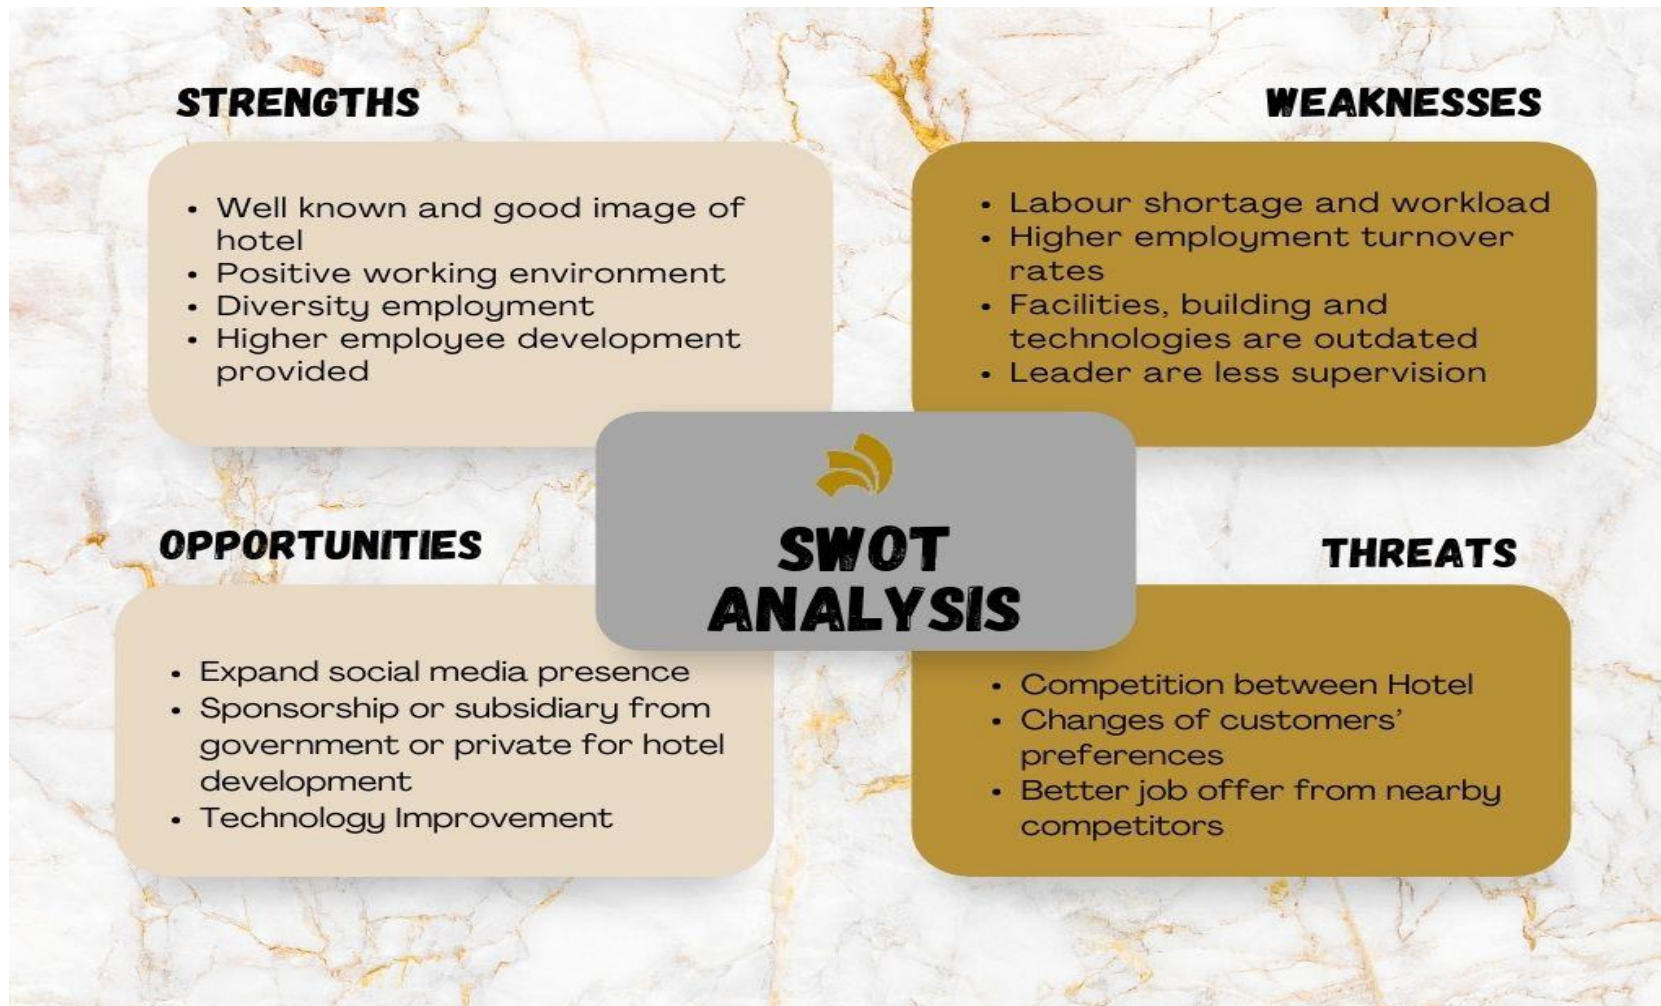 STRENGTHS
• Well known and good image of
hotel
• Positive working environment
• Diversity employment
• Higher employee development
provided
WEAKNESSES
• Labour shortage and workload
• Higher employment turnover
rates
• Facilities, building and
technologies are outdated
• Leader are less supervision
SWOT
ANALYSIS
OPPORTUNITIES
• Expand social media presence
• Sponsorship or subsidiary from
government or private for hotel
development
• Technology Improvement
THREATS
• Competition between Hotel
• Changes of customers’
preferences
• Better job offer from nearby
competitors